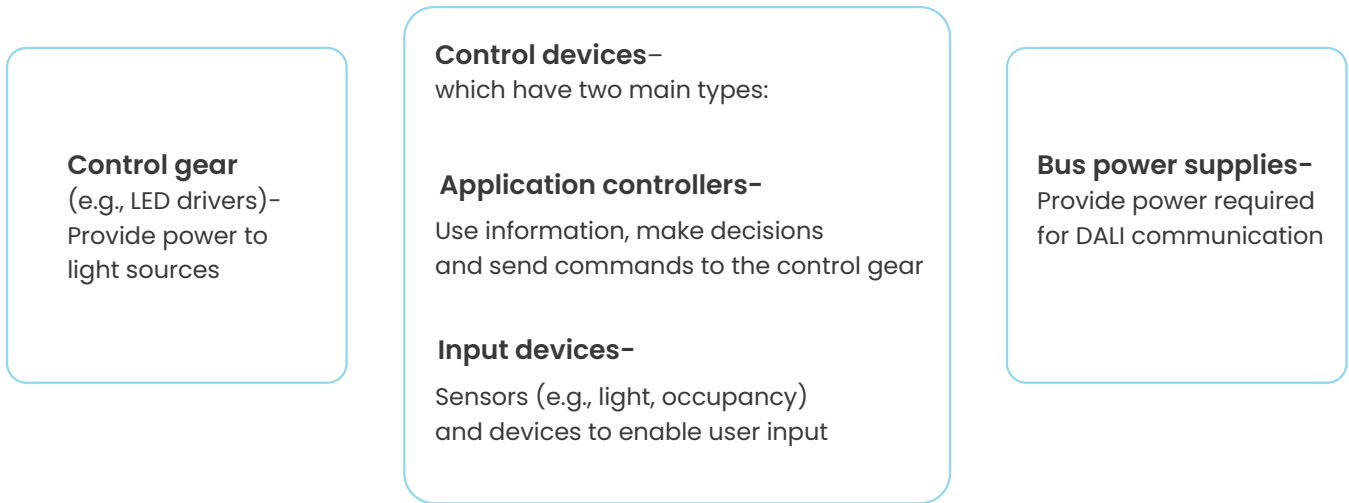 Control gear
(e.g., LED drivers)-
Provide power to
light sources
Control devices–
which have two main types:
Application controllers-
Use information, make decisions
and send commands to the control gear
Input devices-
Sensors (e.g., light, occupancy)
and devices to enable user input
Bus power supplies-
Provide power required
for DALI communication